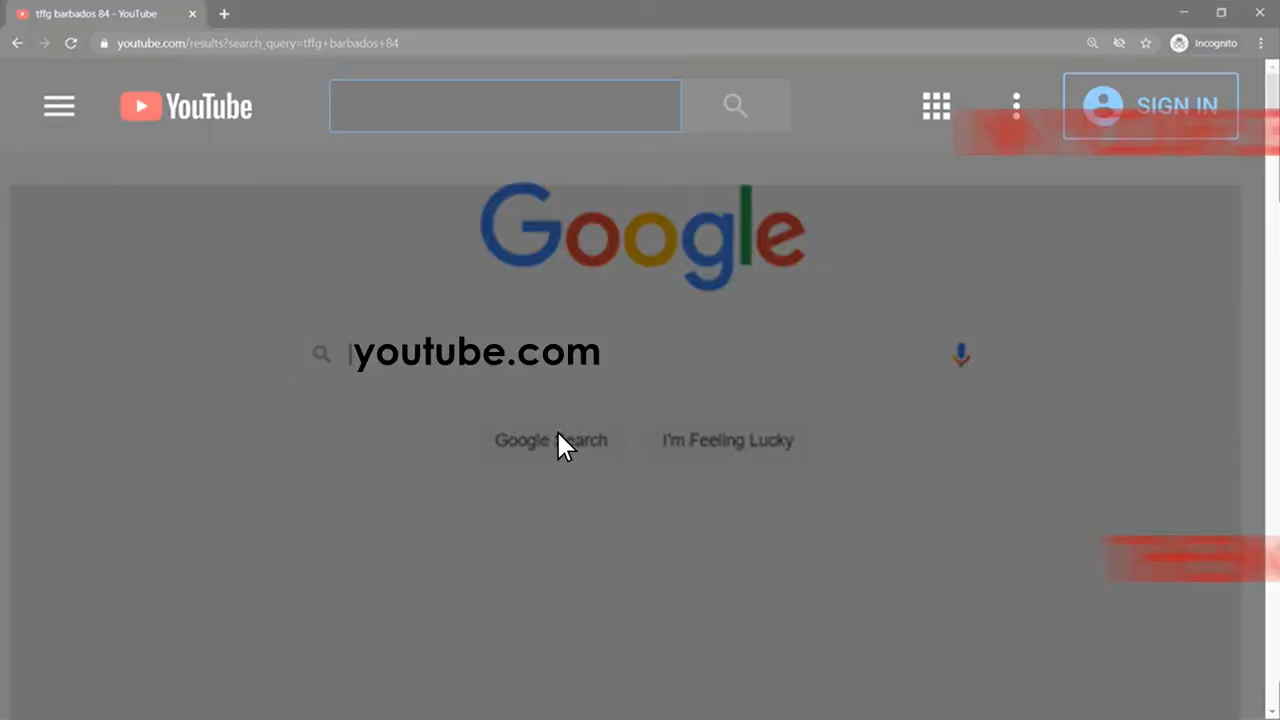 tffg barbados 84 - YouTube
youtube.com/results?search_query=tffg+barbados+84
Incognito
YouTube
SIGN IN
Google
youtube.com
Google Search
I'm Feeling Lucky